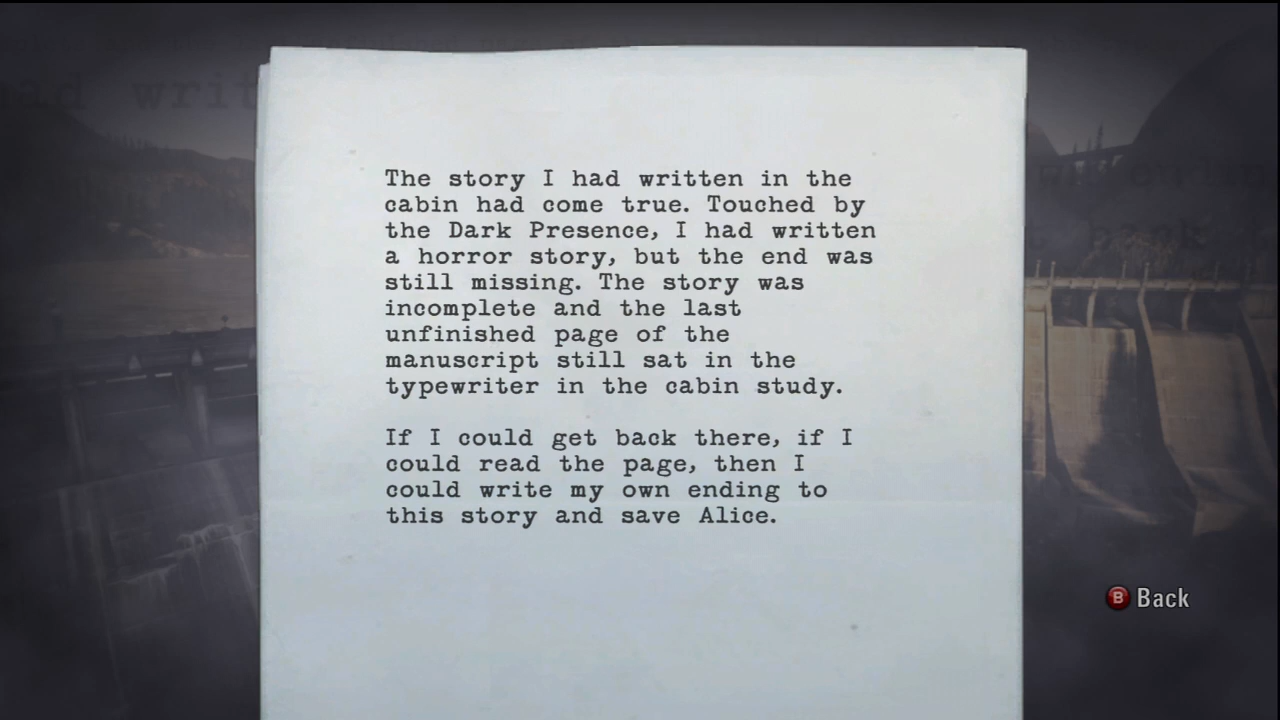 The story I had written in the
cabin had come true. Touched by
the Dark Presence, I had written
a horror story, but the end was
still missing. The story was
incomplete and the last
unfinished page of the
manuscript still sat in the
typewriter in the cabin study.
If I could get back there, if I
could read the page, then I
could write my own ending to
this story and save Alice.
B Back